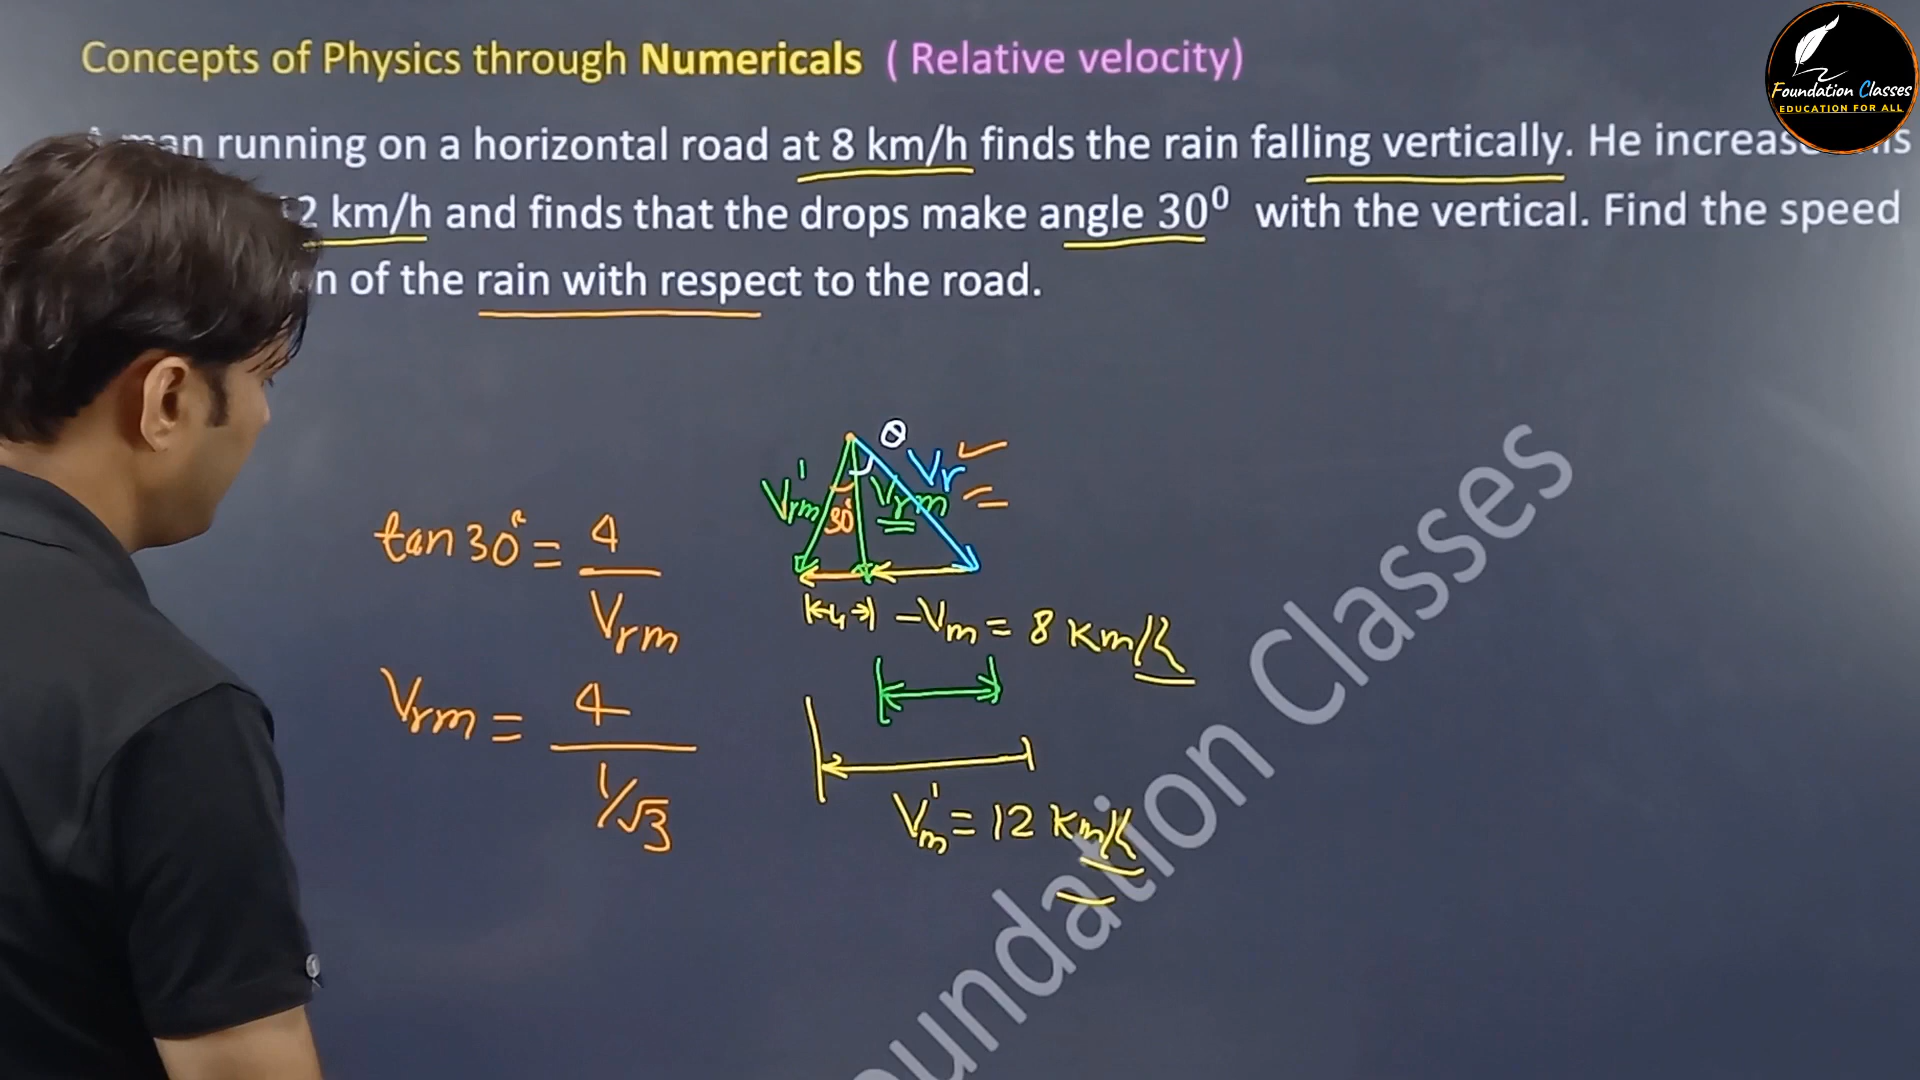 Concepts of Physics through Numericals ( Relative velocity)
Foundation Classes
EDUCATION FOR ALL
man running on a horizontal road at 8 km/h finds the rain falling vertically. He increase
2 km/h and finds that the drops make angle 30⁰ with the vertical. Find the speed
n of the rain with respect to the road.
θ
Vr
V'rm
30°
Vrm
tan 30° = 4 / Vrm
4
-Vm = 8 Km/h
Vrm = 4 / 1/√3
V'm = 12 Km/h
oundation Classes